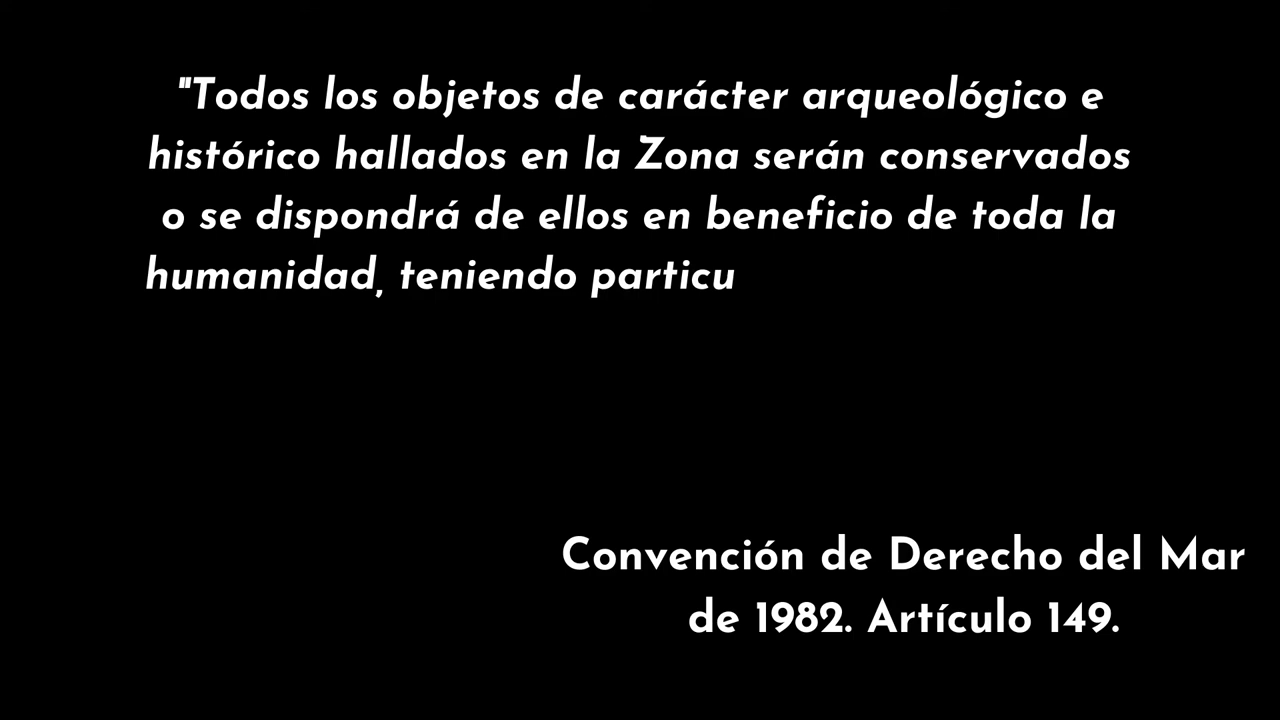 "Todos los objetos de carácter arqueológico e
histórico hallados en la Zona serán conservados
o se dispondrá de ellos en beneficio de toda la
humanidad, teniendo particu
Convención de Derecho del Mar
de 1982. Artículo 149.